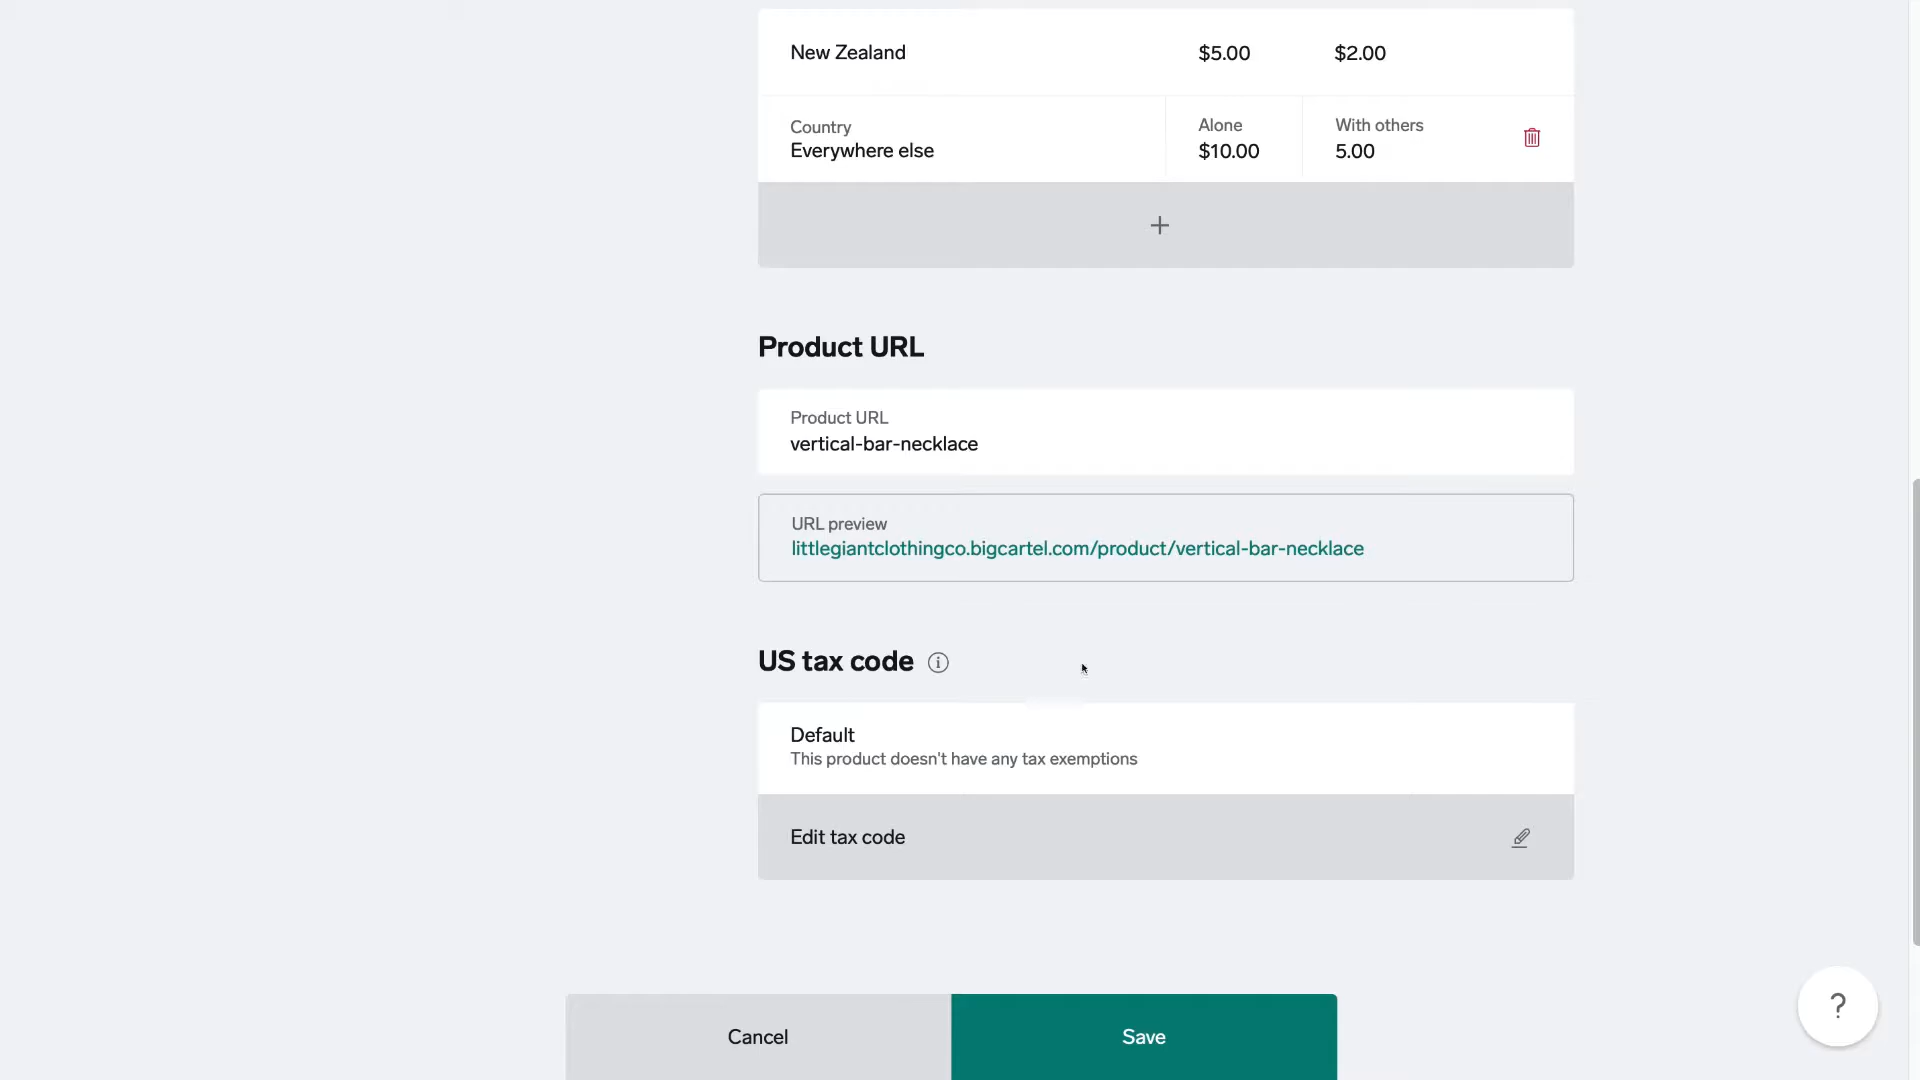 New Zealand $5.00 $2.00
Country Alone With others
Everywhere else $10.00 5.00
+
Product URL
Product URL
vertical-bar-necklace
URL preview
littlegiantclothingco.bigcartel.com/product/vertical-bar-necklace
US tax code i
Default
This product doesn't have any tax exemptions
Edit tax code
Cancel Save
?